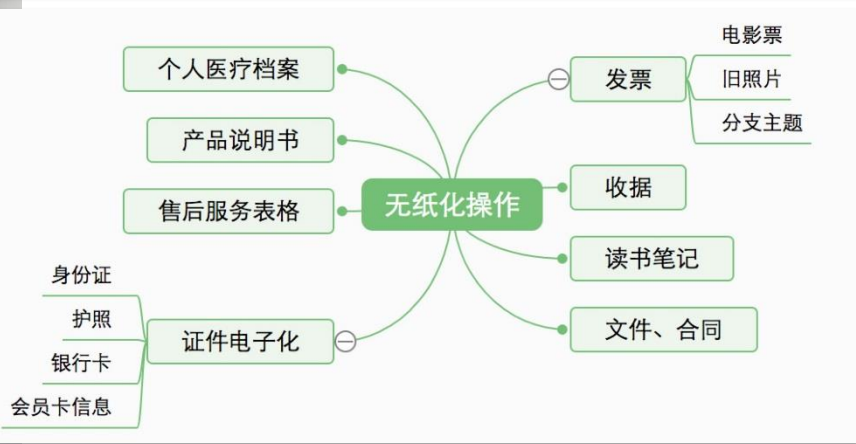 无纸化操作
发票
电影票
旧照片
分支主题
收据
读书笔记
文件、合同
个人医疗档案
产品说明书
售后服务表格
证件电子化
身份证
护照
银行卡
会员卡信息